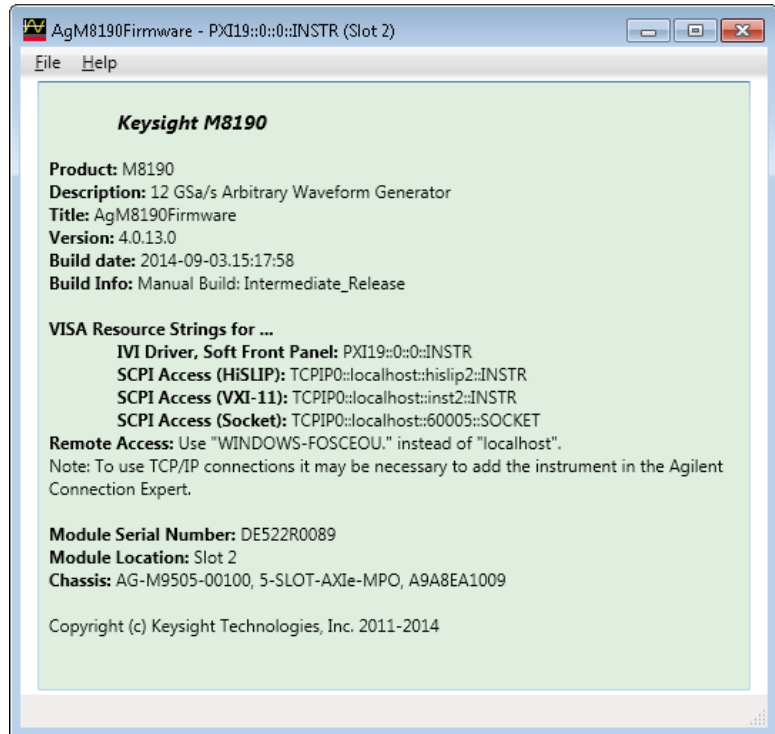 AgM8190Firmware - PXI19::0::0::INSTR (Slot 2)
File Help
Keysight M8190
Product: M8190
Description: 12 GSa/s Arbitrary Waveform Generator
Title: AgM8190Firmware
Version: 4.0.13.0
Build date: 2014-09-03.15:17:58
Build Info: Manual Build: Intermediate_Release
VISA Resource Strings for ...
IVI Driver, Soft Front Panel: PXI19::0::0::INSTR
SCPI Access (HiSLIP): TCPIP0::localhost::hislip2::INSTR
SCPI Access (VXI-11): TCPIP0::localhost::inst2::INSTR
SCPI Access (Socket): TCPIP0::localhost::60005::SOCKET
Remote Access: Use "WINDOWS-FOSCEOU." instead of "localhost".
Note: To use TCP/IP connections it may be necessary to add the instrument in the Agilent
Connection Expert.
Module Serial Number: DE522R0089
Module Location: Slot 2
Chassis: AG-M9505-00100, 5-SLOT-AXIe-MPO, A9A8EA1009
Copyright (c) Keysight Technologies, Inc. 2011-2014